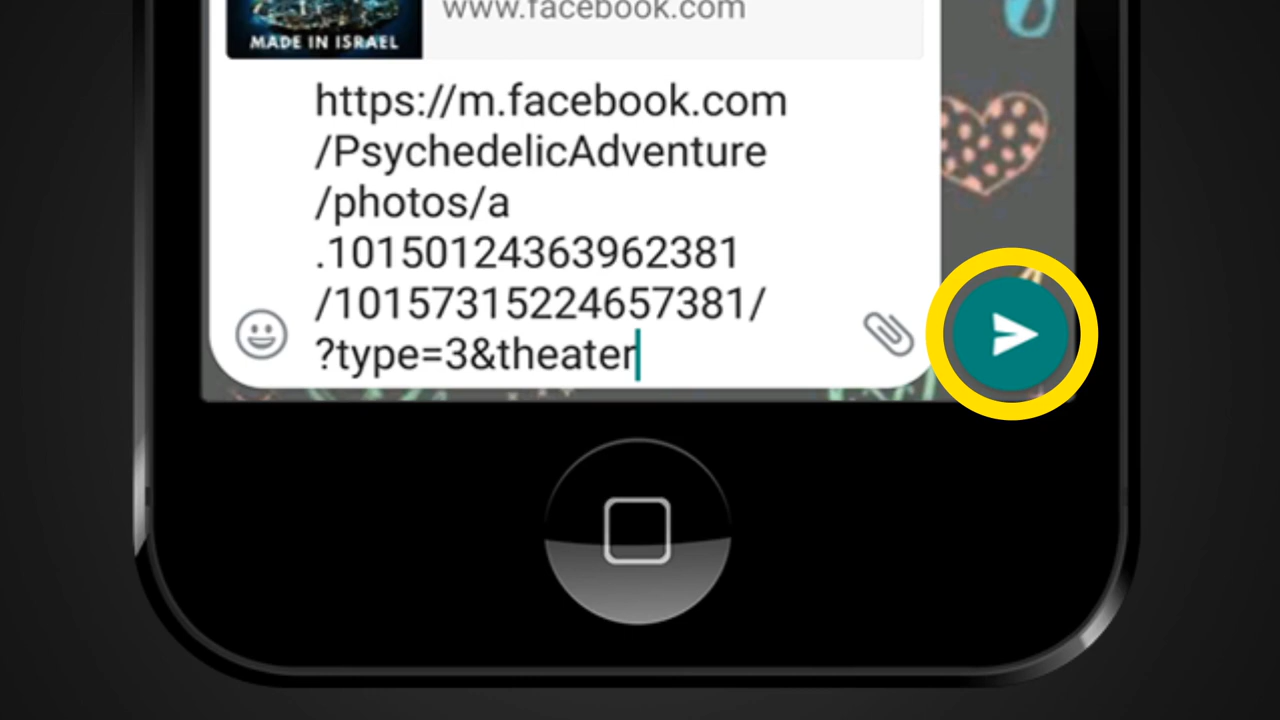 www.facebook.com
MADE IN ISRAEL
https://m.facebook.com
/PsychedelicAdventure
/photos/a
.10150124363962381
/10157315224657381/
?type=3&theater